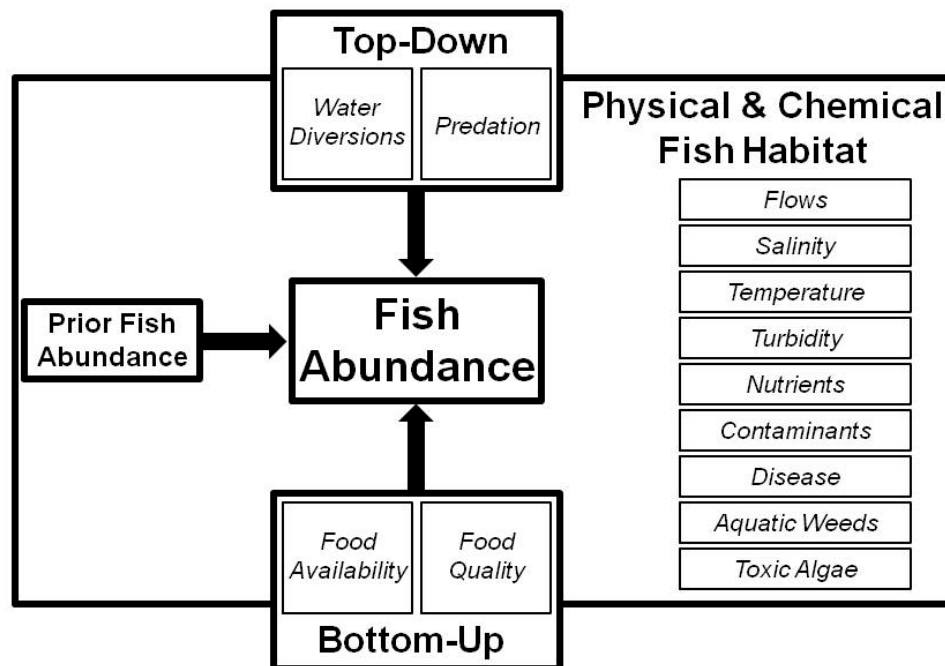 Top-Down
Water
Diversions
Predation
Physical & Chemical
Fish Habitat
Flows
Salinity
Temperature
Turbidity
Nutrients
Contaminants
Disease
Aquatic Weeds
Toxic Algae
Prior Fish
Abundance
Fish
Abundance
Food
Availability
Food
Quality
Bottom-Up